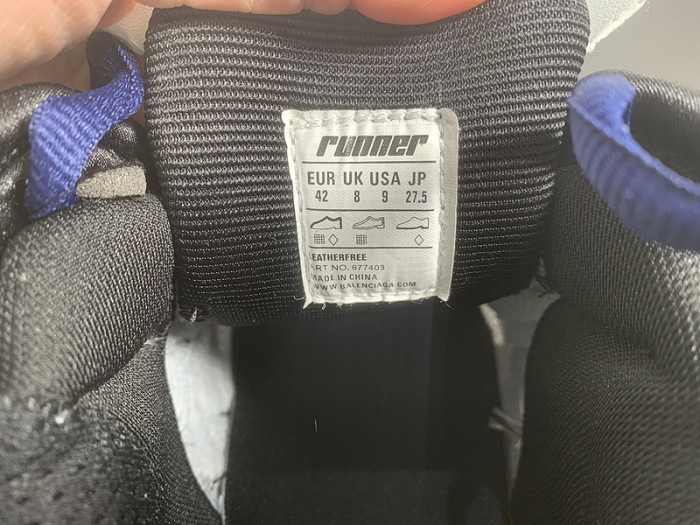 runner
EUR UK USA JP
42 8 9 27.5
EATHERFREE
ART NO. 677403
MADE IN CHINA
WWW.BALENCIAGA.COM